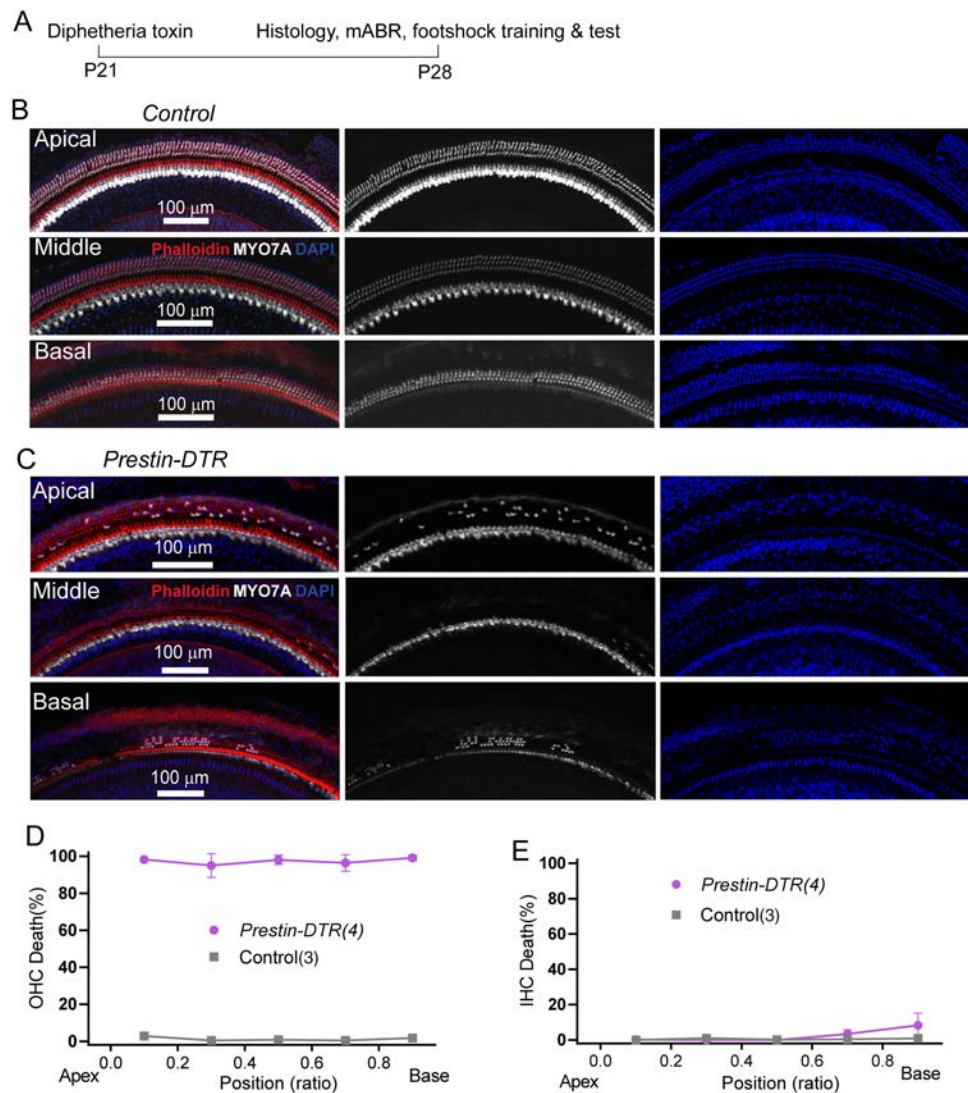 A
Diphetheria toxin
Histology, mABR, footshock training & test
P21
P28
B
Control
Apical
100 μm
Middle
Phalloidin MYO7A DAPI
100 μm
Basal
100 μm
C
Prestin-DTR
Apical
100 μm
Middle
Phalloidin MYO7A DAPI
100 μm
Basal
100 μm
D
OHC Death(%)
100
80
60
40
20
0
Prestin-DTR(4)
Control(3)
0.0 0.2 0.4 0.6 0.8
Apex Position (ratio) Base
E
IHC Death(%)
100
80
60
40
20
0
Prestin-DTR(4)
Control(3)
0.0 0.2 0.4 0.6 0.8
Apex Position (ratio) Base